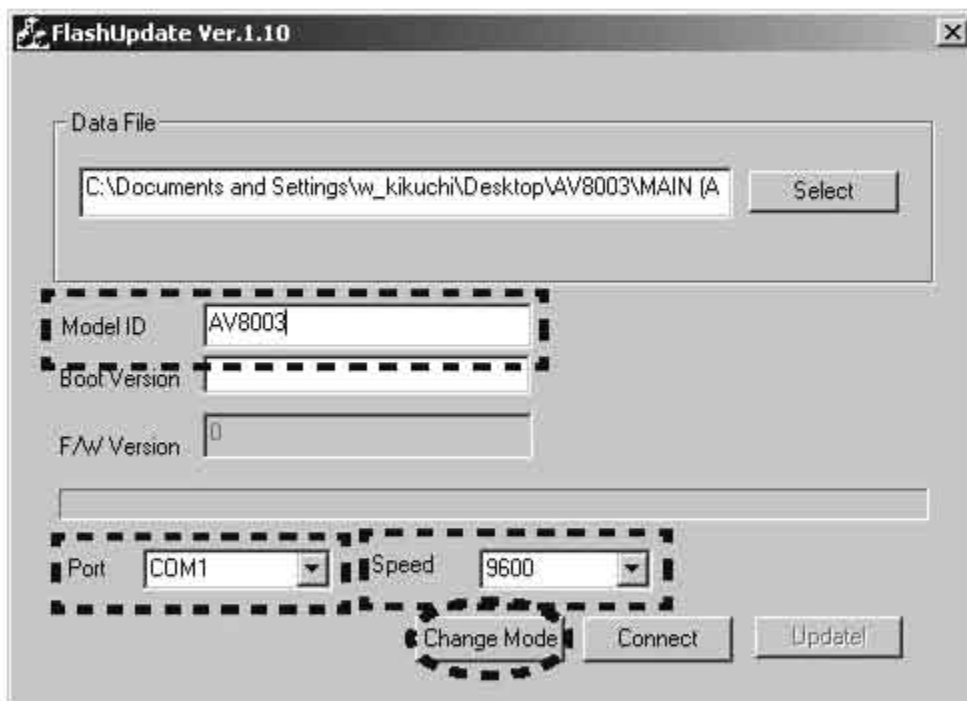 FlashUpdate Ver.1.10
Data File
C:\Documents and Settings\w_kikuchi\Desktop\AV8003\MAIN (A
Select
Model ID AV8003
Boot Version
F/W Version 0
Port COM1 Speed 9600
Change Mode Connect Update!